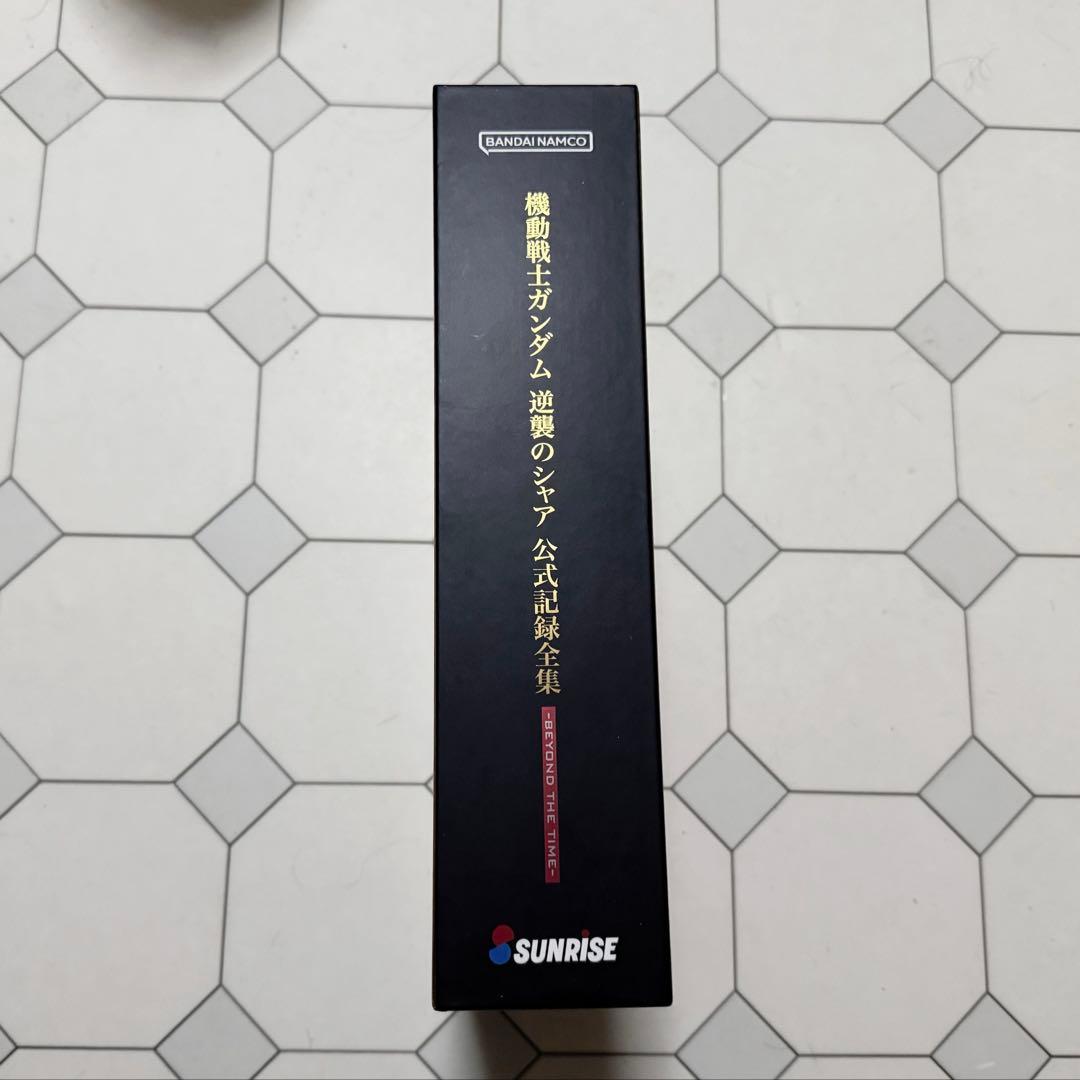 BANDAI NAMCO
機動戦士ガンダム 逆襲のシャア 公式記録全集
-BEYOND THE TIME-
SUNRISE